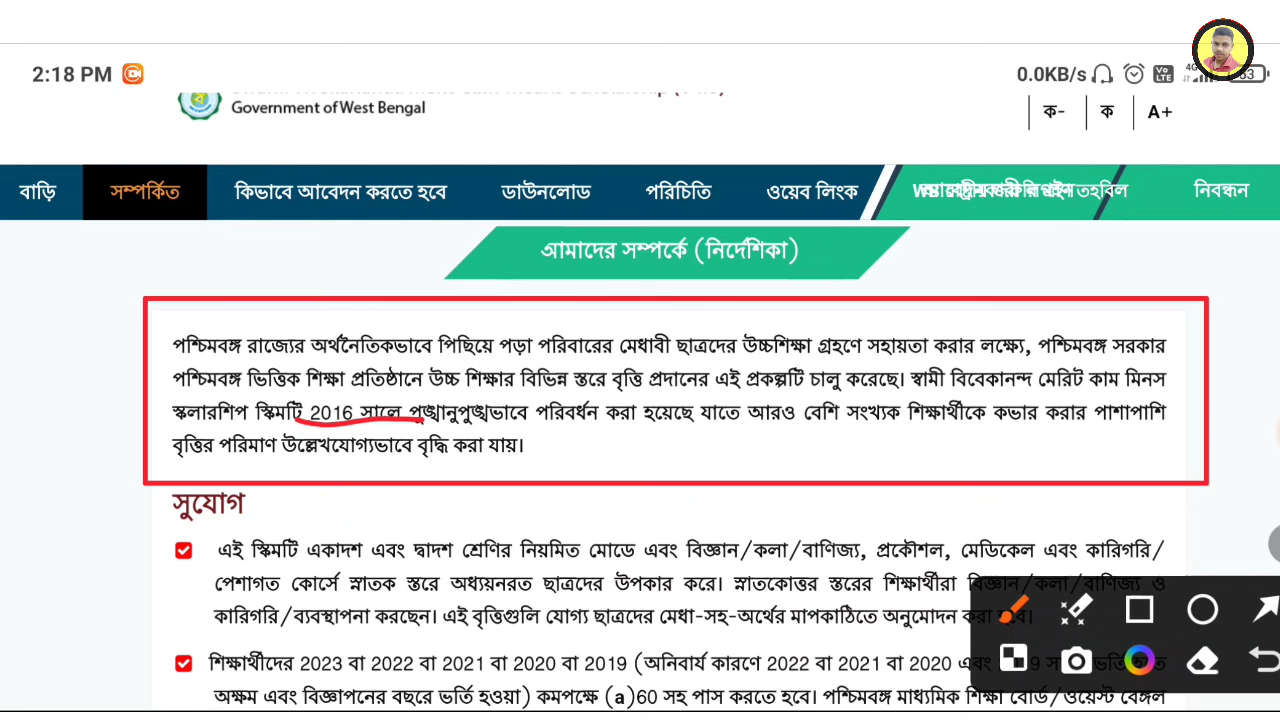 2:18 PM
0.0KB/s
Vo LTE
4G
63
Government of West Bengal
ক-
ক
A+
বাড়ি
সম্পর্কিত
কিভাবে আবেদন করতে হবে
ডাউনলোড
পরিচিতি
ওয়েব লিংক
নিবন্ধন
আমাদের সম্পর্কে (নির্দেশিকা)
পশ্চিমবঙ্গ রাজ্যের অর্থনৈতিকভাবে পিছিয়ে পড়া পরিবারের মেধাবী ছাত্রদের উচ্চশিক্ষা গ্রহণে সহায়তা করার লক্ষ্যে, পশ্চিমবঙ্গ সরকার
পশ্চিমবঙ্গ ভিত্তিক শিক্ষা প্রতিষ্ঠানে উচ্চ শিক্ষার বিভিন্ন স্তরে বৃত্তি প্রদানের এই প্রকল্পটি চালু করেছে। স্বামী বিবেকানন্দ মেরিট কাম মিনস
স্কলারশিপ স্কিমটি 2016 সালে পুঙ্খানুপুঙ্খভাবে পরিবর্ধন করা হয়েছে যাতে আরও বেশি সংখ্যক শিক্ষার্থীকে কভার করার পাশাপাশি
বৃত্তির পরিমাণ উল্লেখযোগ্যভাবে বৃদ্ধি করা যায়।
সুযোগ
এই স্কিমটি একাদশ এবং দ্বাদশ শ্রেণির নিয়মিত মোডে এবং বিজ্ঞান/কলা/বাণিজ্য, প্রকৌশল, মেডিকেল এবং কারিগরি/
পেশাগত কোর্সে স্নাতক স্তরে অধ্যয়নরত ছাত্রদের উপকার করে। স্নাতকোত্তর স্তরের শিক্ষার্থীরা বিজ্ঞান/কলা/বাণিজ্য ও
কারিগরি/ব্যবস্থাপনা করছেন। এই বৃত্তিগুলি যোগ্য ছাত্রদের মেধা-সহ-অর্থের মাপকাঠিতে অনুমোদন করা হবে।
শিক্ষার্থীদের 2023 বা 2022 বা 2021 বা 2020 বা 2019 (অনিবার্য কারণে 2022 বা 2021 বা 2020 এবং
অক্ষম এবং বিজ্ঞাপনের বছরে ভর্তি হওয়া) কমপক্ষে (a)60 সহ পাস করতে হবে। পশ্চিমবঙ্গ মাধ্যমিক শিক্ষা বোর্ড/ওয়েস্ট বেঙ্গল